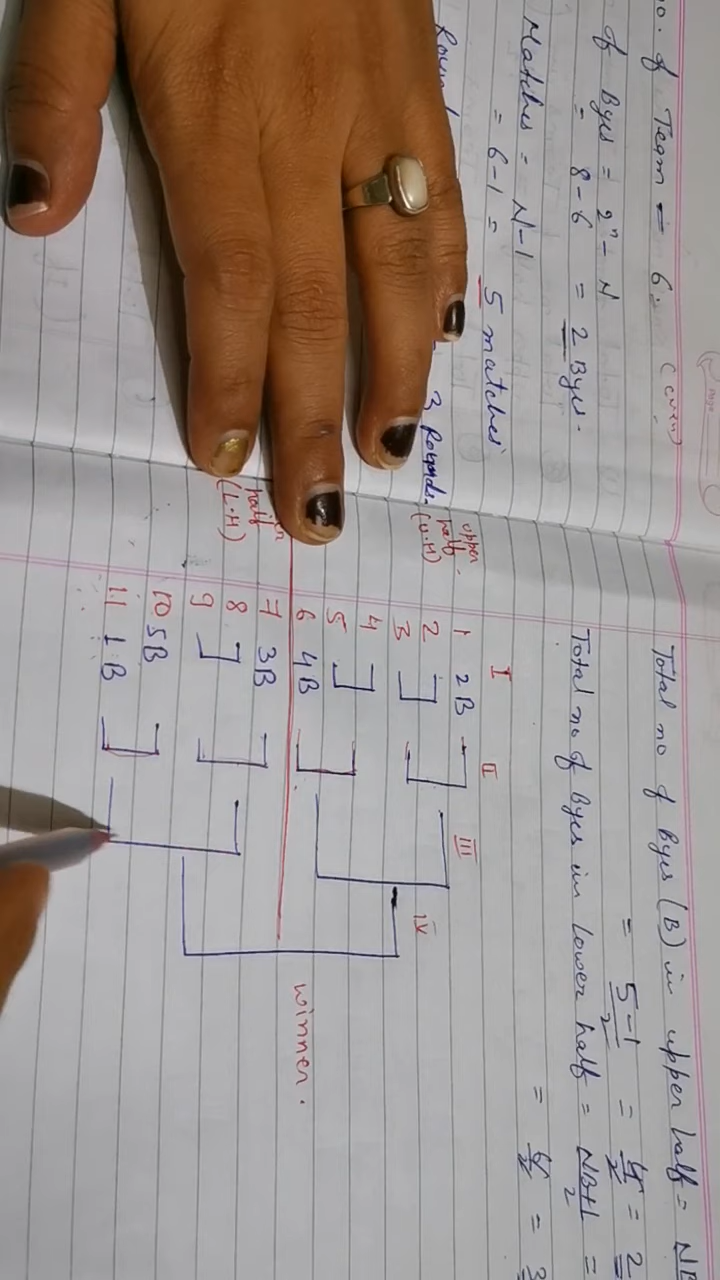 no. of Team = 6. (even)
of Byes = 2ⁿ - N
= 8 - 6 = 2 Byes.
Matches = N-1
= 6-1 = 5 matches
3 Rounds.
Total no of Byes (B) in upper half = NB
= 5-1/2 = 4/2 = 2
Total no of Byes in Lower half = NB+1/2 =
= 6/2 = 3
upper half (U.H)
I II III IV
1 2B
2
3
4
5
6 4B
half (L.H)
7 3B
8
9
10 5B
11 1B
winner.